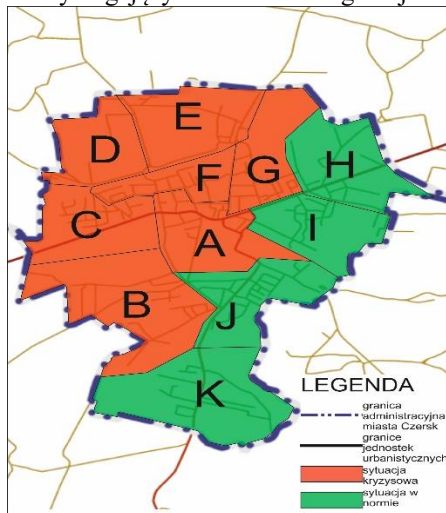 E
D
F
G
H
C
A
I
B
J
K
LEGENDA
granica
administracyjna
miasta Czersk
granice
jednostek
urbanistycznych
sytuacja
kryzysowa
sytuacja w
normie